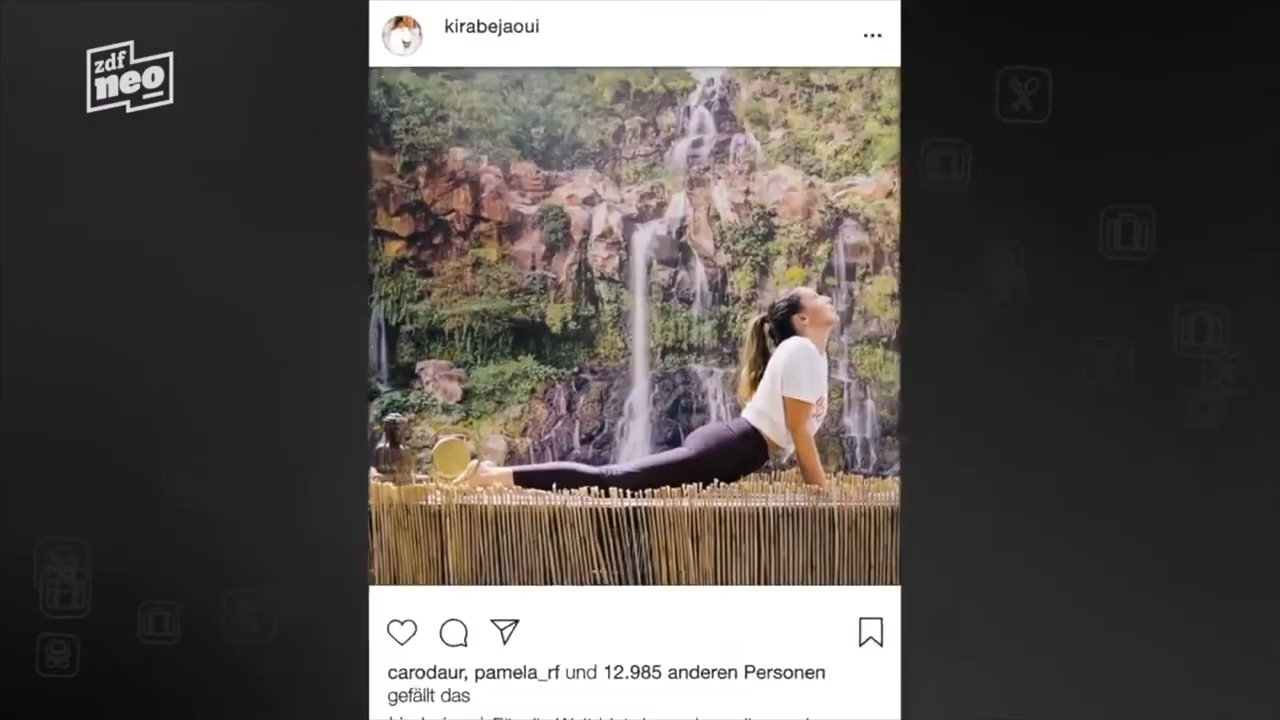 zdf
neo
kirabejaoui
carodaur, pamela_rf und 12.985 anderen Personen
gefällt das